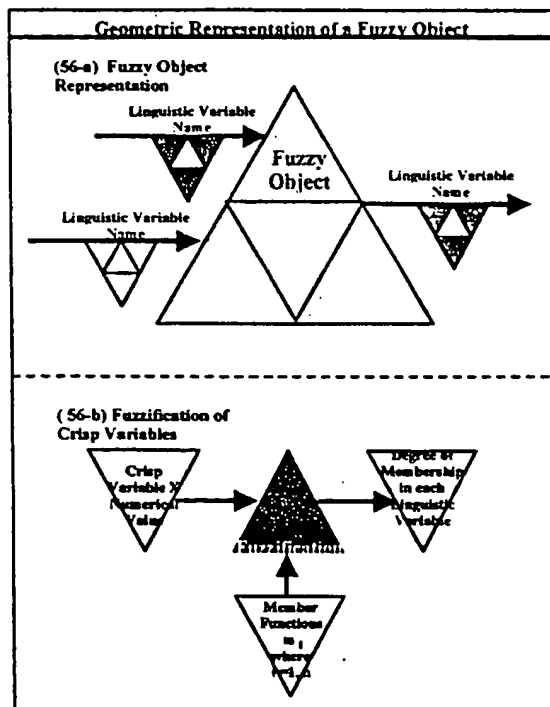 Geometric Representation of a Fuzzy Object
(56-a) Fuzzy Object
Representation
Linguistic Variable
Name
Fuzzy
Object
Linguistic Variable
Name
Linguistic Variable
Name
(56-b) Fuzzification of
Crisp Variables
Crisp
Variable X
Numerical
Value
Fuzzification
Degree of
Membership
in each
Linguistic
Variable
Member
Functions
m i
where
i=1, n